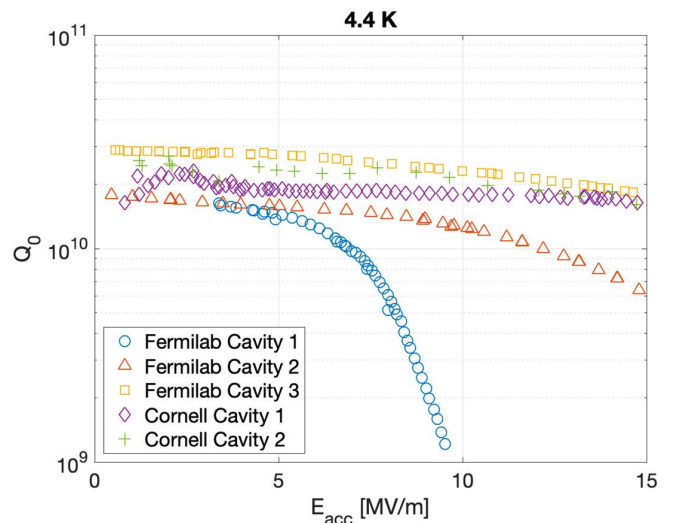 4.4 K
10^11
10^10
10^9
Q_0
Fermilab Cavity 1
Fermilab Cavity 2
Fermilab Cavity 3
Cornell Cavity 1
Cornell Cavity 2
0 5 10 15
E_acc [MV/m]